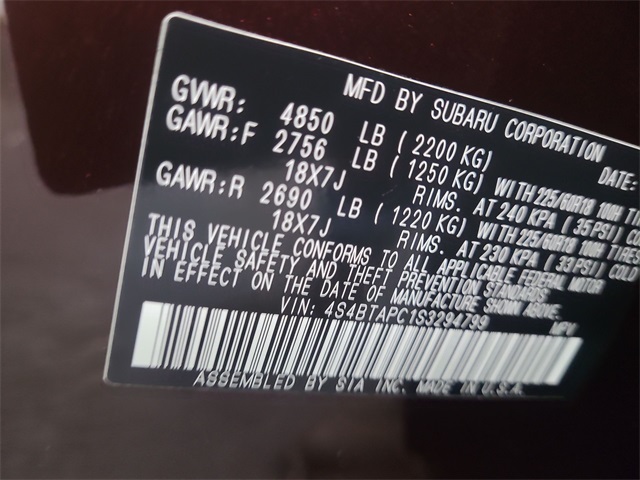 MFD BY SUBARU CORPORATION DATE:
GVWR: 4850 LB ( 2200 KG)
GAWR:F 2756 LB ( 1250 KG) WITH 225/60R18 100H
18X7J RIMS. AT 240 KPA ( 35 PSI)
GAWR:R 2690 LB ( 1220 KG) WITH 225/60R18 100H TIRES
18X7J RIMS. AT 230 KPA ( 33 PSI) COLD
THIS VEHICLE CONFORMS TO ALL APPLICABLE FEDERAL MOTOR
VEHICLE SAFETY AND THEFT PREVENTION STANDARDS
IN EFFECT ON THE DATE OF MANUFACTURE SHOWN ABOVE.
VIN: 4S4BTAPC1S3294799 MPV
ASSEMBLED BY SIA INC. MADE IN U.S.A.